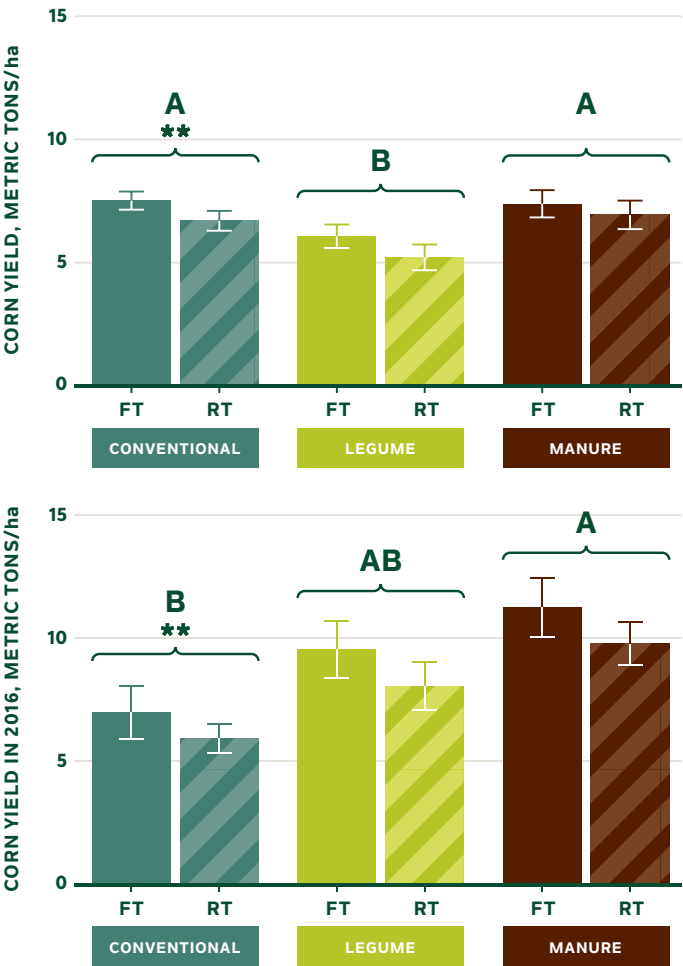 CORN YIELD, METRIC TONS/ha
15
10
5
0
A
**
B
A
FT RT FT RT FT RT
CONVENTIONAL LEGUME MANURE
CORN YIELD IN 2016, METRIC TONS/ha
15
10
5
0
B
**
AB
A
FT RT FT RT FT RT
CONVENTIONAL LEGUME MANURE